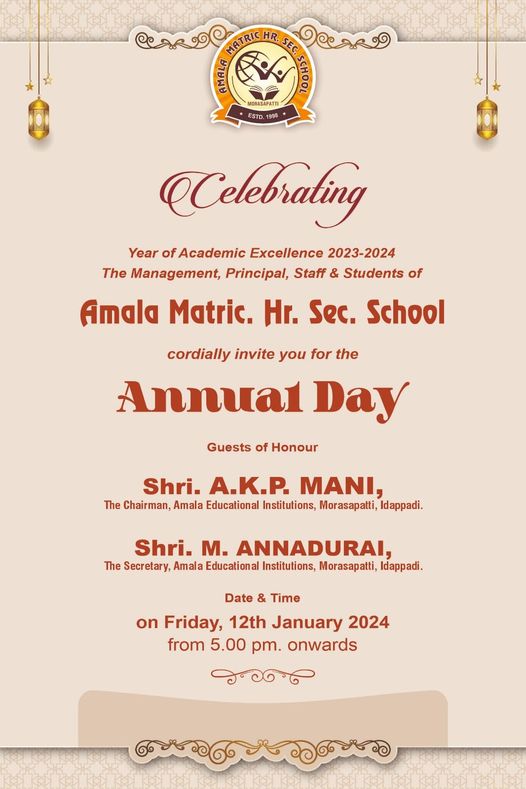 AMALA MATRIC HR. SEC. SCHOOL
MORASAPATTI
ESTD. 1998
Celebrating
Year of Academic Excellence 2023-2024
The Management, Principal, Staff & Students of
Amala Matric. Hr. Sec. School
cordially invite you for the
Annual Day
Guests of Honour
Shri. A.K.P. MANI,
The Chairman, Amala Educational Institutions, Morasapatti, Idappadi.
Shri. M. ANNADURAI,
The Secretary, Amala Educational Institutions, Morasapatti, Idappadi.
Date & Time
on Friday, 12th January 2024
from 5.00 pm. onwards